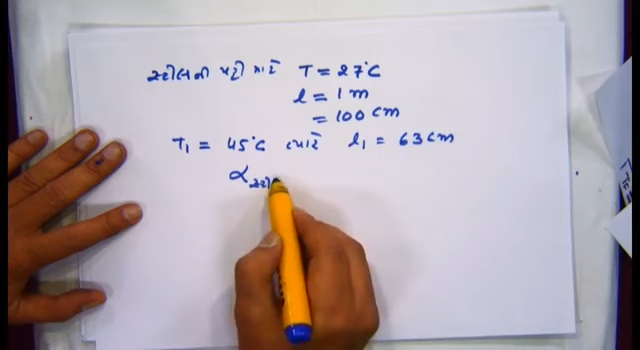 સ્ટીલની પટ્ટી માટે T = 27°C
l = 1 m
= 100 cm
T₁ = 45°C ત્યારે l₁ = 63 cm
α સ્ટી